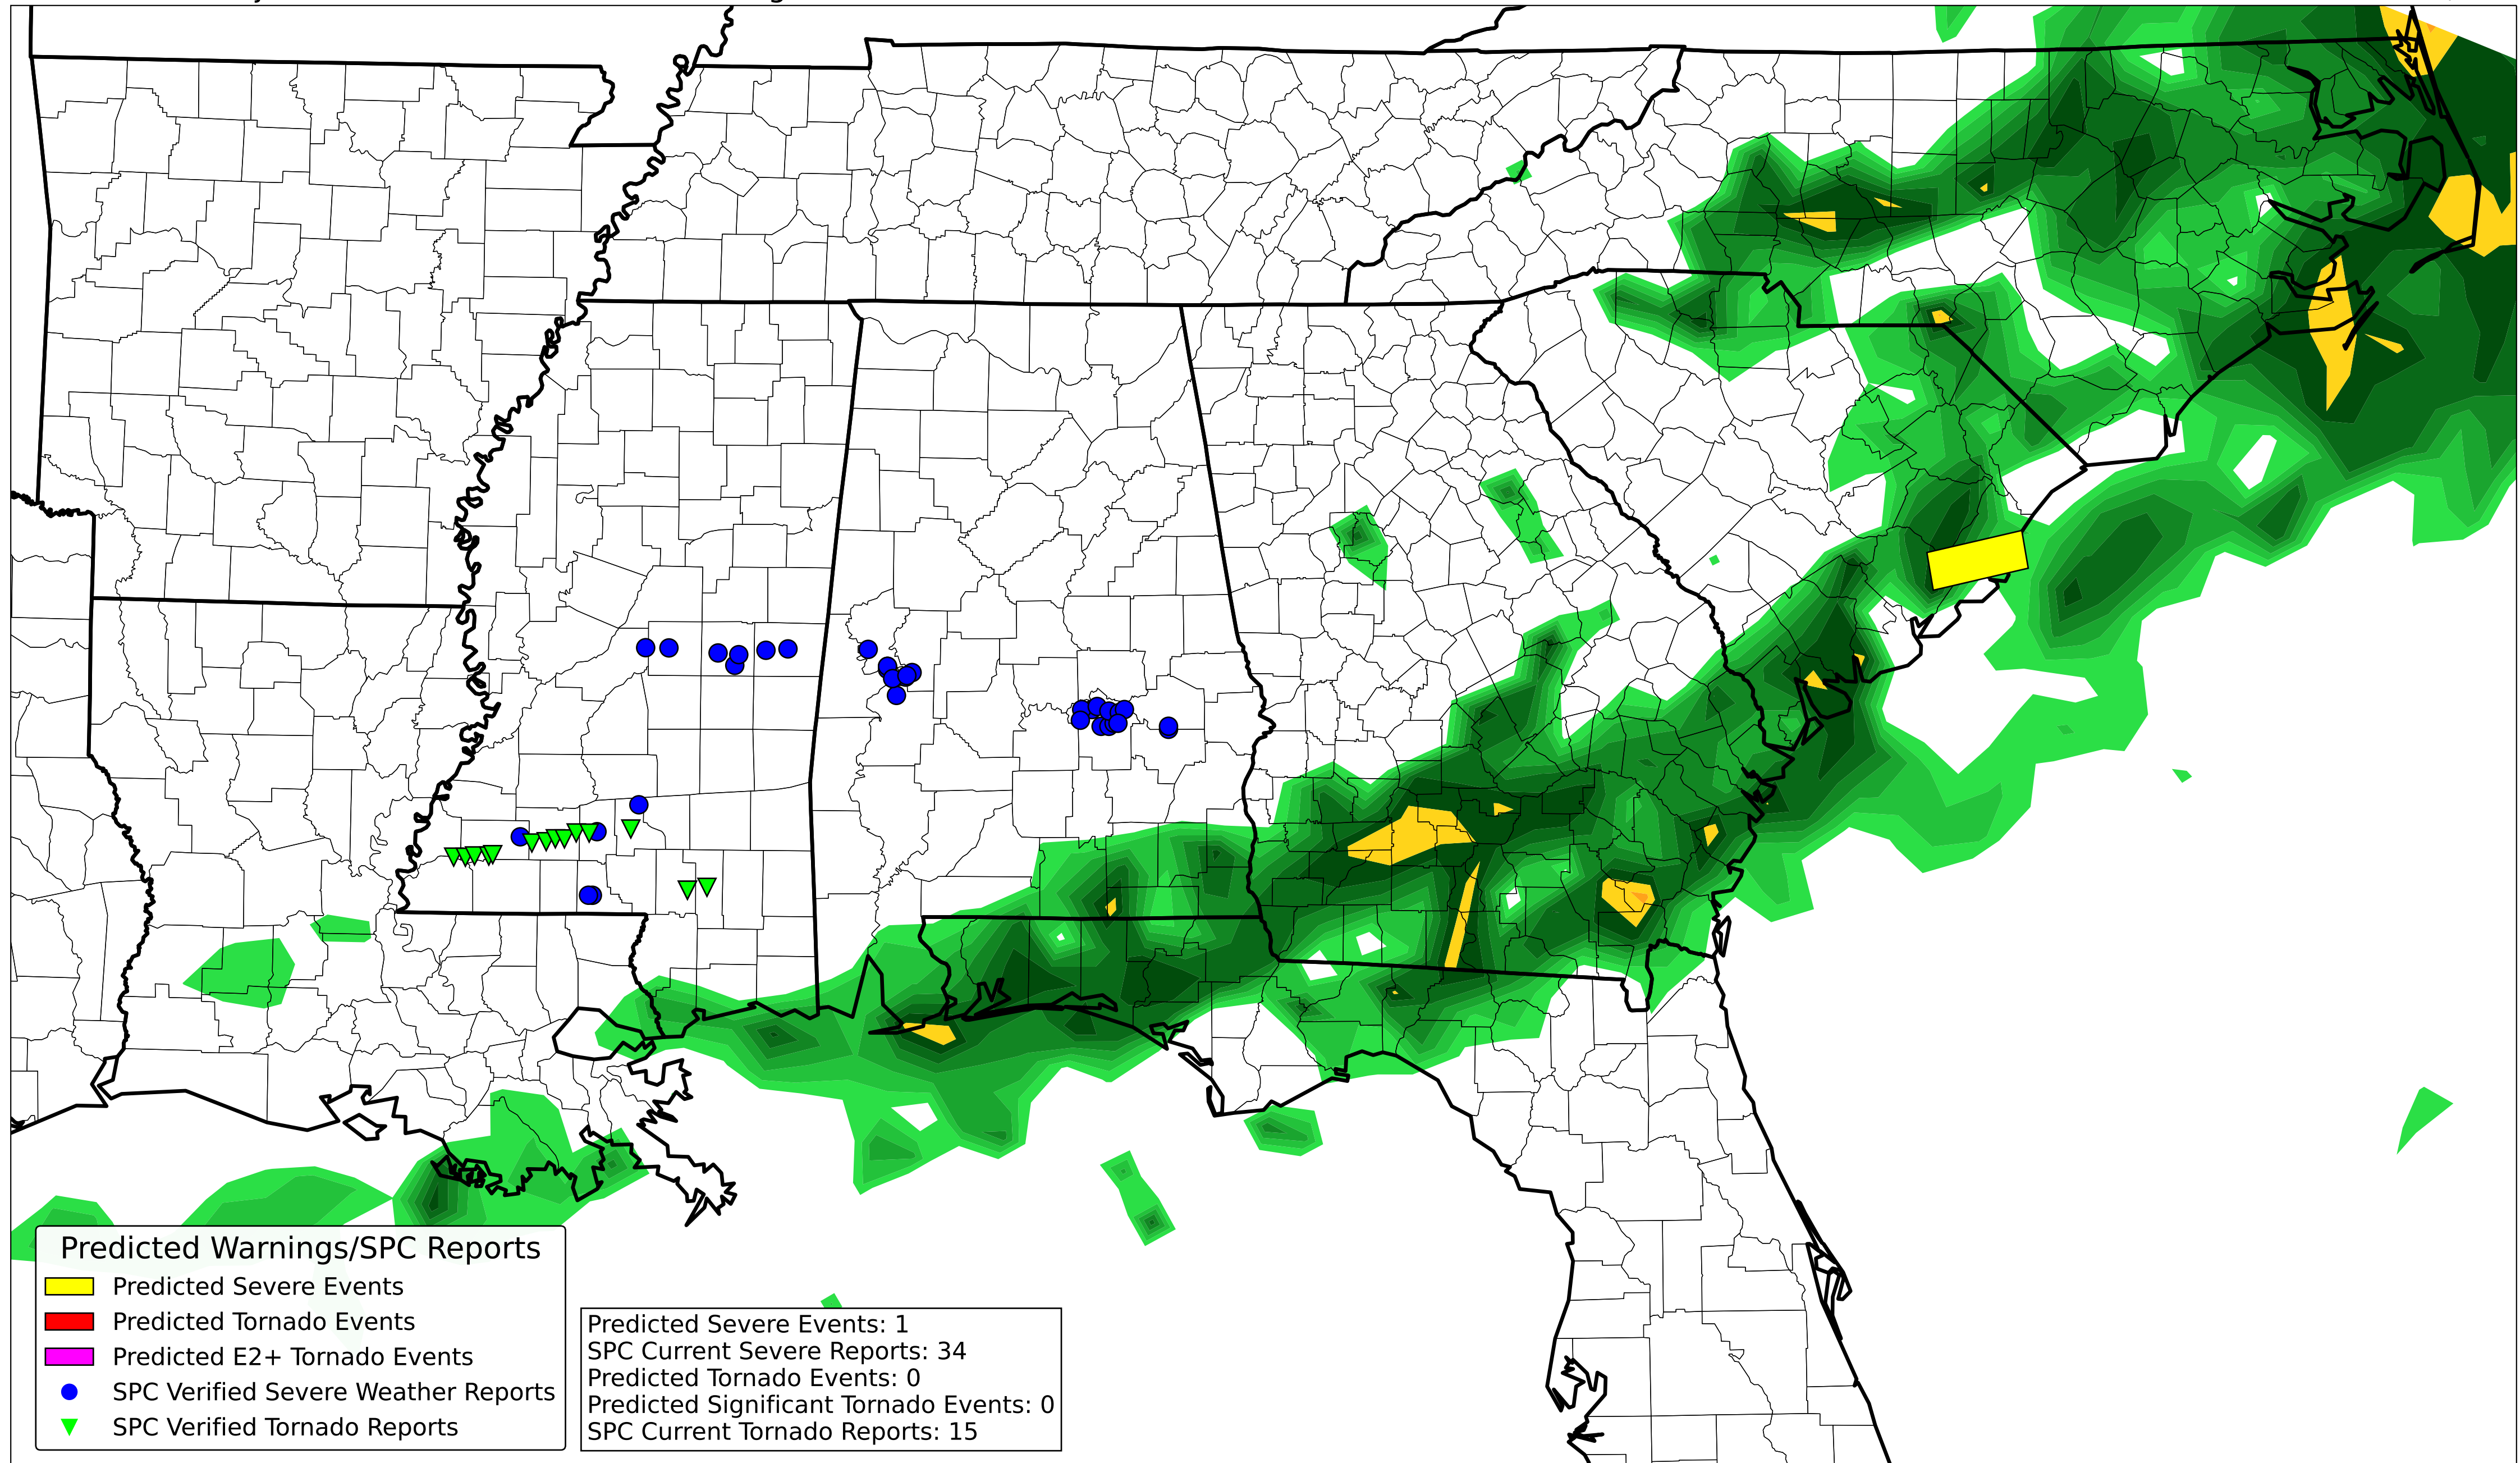 Predicted Warnings/SPC Reports
Predicted Severe Events
Predicted Tornado Events
Predicted E2+ Tornado Events
SPC Verified Severe Weather Reports
SPC Verified Tornado Reports
Predicted Severe Events: 1
SPC Current Severe Reports: 34
Predicted Tornado Events: 0
Predicted Significant Tornado Events: 0
SPC Current Tornado Reports: 15